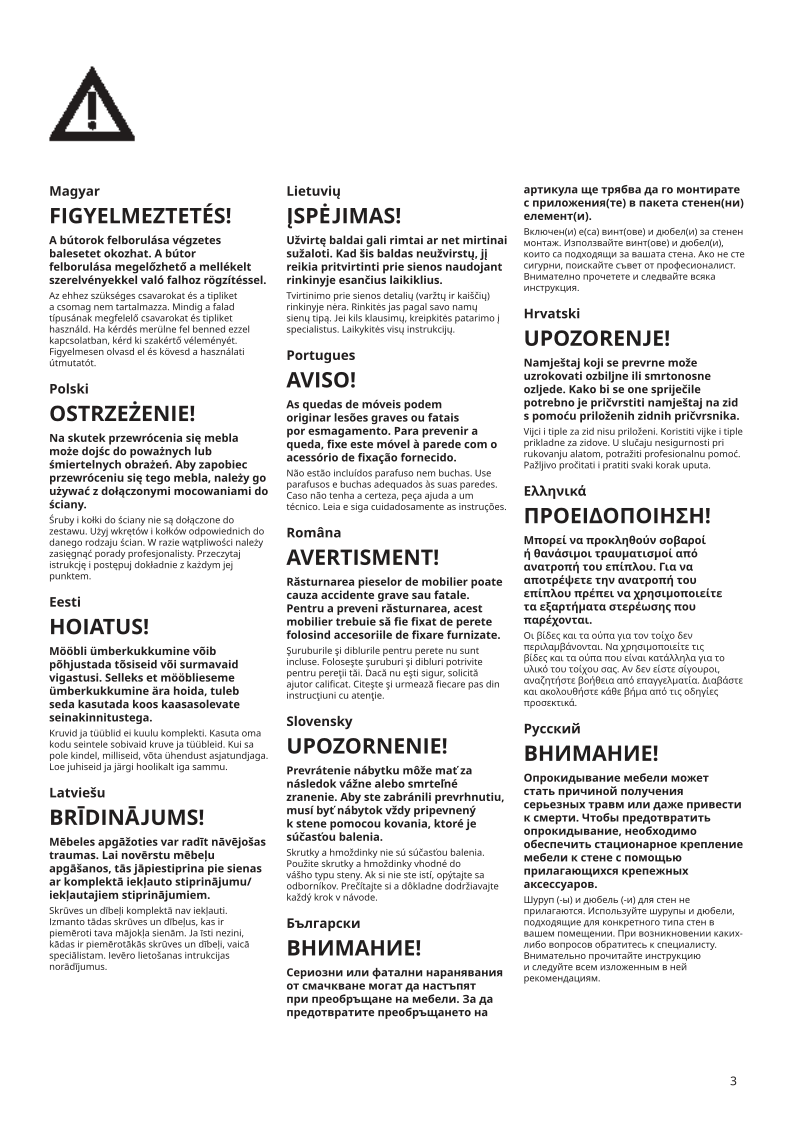 Magyar
FIGYELMEZTETÉS!
A bútorok felborulása végzetes
balesetet okozhat. A bútor
felborulása megelőzhető a mellékelt
szerelvényekkel való falhoz rögzítéssel.
Az ehhez szükséges csavarokat és a tipliket
a csomag nem tartalmazza. Mindig a falad
típusának megfelelő csavarokat és tipliket
használd. Ha kérdés merülne fel benned ezzel
kapcsolatban, kérd ki szakértő véleményét.
Figyelmesen olvasd el és kövesd a használati
útmutatót.
Polski
OSTRZEŻENIE!
Na skutek przewrócenia się mebla
może dojśc do poważnych lub
śmiertelnych obrażeń. Aby zapobiec
przewróceniu się tego mebla, należy go
używać z dołączonymi mocowaniami do
ściany.
Śruby i kołki do ściany nie są dołączone do
zestawu. Użyj wkrętów i kołków odpowiednich do
danego rodzaju ścian. W razie wątpliwości należy
zasięgnąć porady profesjonalisty. Przeczytaj
istrukcję i postępuj dokładnie z każdym jej
punktem.
Eesti
HOIATUS!
Mööbli ümberkukkumine võib
põhjustada tõsiseid või surmavaid
vigastusi. Selleks et mööblieseme
ümberkukkumine ära hoida, tuleb
seda kasutada koos kaasasolevate
seinakinnitustega.
Kruvid ja tüüblid ei kuulu komplekti. Kasuta oma
kodu seintele sobivaid kruve ja tüübleid. Kui sa
pole kindel, milliseid, võta ühendust asjatundjaga.
Loe juhiseid ja järgi hoolikalt iga sammu.
Latviešu
BRĪDINĀJUMS!
Mēbeles apgāžoties var radīt nāvējošas
traumas. Lai novērstu mēbeļu
apgāšanos, tās jāpiestiprina pie sienas
ar komplektā iekļauto stiprinājumu/
iekļautajiem stiprinājumiem.
Skrūves un dībeļi komplektā nav iekļauti.
Izmanto tādas skrūves un dībeļus, kas ir
piemēroti tava mājokļa sienām. Ja īsti nezini,
kādas ir piemērotākās skrūves un dībeļi, vaicā
speciālistam. Ievēro lietošanas intrukcijas
norādījumus.
Lietuvių
ĮSPĖJIMAS!
Užvirtę baldai gali rimtai ar net mirtinai
sužaloti. Kad šis baldas neužvirstų, jį
reikia pritvirtinti prie sienos naudojant
rinkinyje esančius laikiklius.
Tvirtinimo prie sienos detalių (varžtų ir kaiščių)
rinkinyje nėra. Rinkitės jas pagal savo namų
sienų tipą. Jei kils klausimų, kreipkitės patarimo į
specialistus. Laikykitės visų instrukcijų.
Portugues
AVISO!
As quedas de móveis podem
originar lesões graves ou fatais
por esmagamento. Para prevenir a
queda, fixe este móvel à parede com o
acessório de fixação fornecido.
Não estão incluídos parafuso nem buchas. Use
parafusos e buchas adequados às suas paredes.
Caso não tenha a certeza, peça ajuda a um
técnico. Leia e siga cuidadosamente as instruções.
Româna
AVERTISMENT!
Răsturnarea pieselor de mobilier poate
cauza accidente grave sau fatale.
Pentru a preveni răsturnarea, acest
mobilier trebuie să fie fixat de perete
folosind accesoriile de fixare furnizate.
Şuruburile şi diblurile pentru perete nu sunt
incluse. Foloseşte şuruburi şi dibluri potrivite
pentru pereţii tăi. Dacă nu eşti sigur, solicită
ajutor calificat. Citeşte şi urmează fiecare pas din
instrucţiuni cu atenţie.
Slovensky
UPOZORNENIE!
Prevrátenie nábytku môže mať za
následok vážne alebo smrteľné
zranenie. Aby ste zabránili prevrhnutiu,
musí byť nábytok vždy pripevnený
k stene pomocou kovania, ktoré je
súčasťou balenia.
Skrutky a hmoždinky nie sú súčasťou balenia.
Použite skrutky a hmoždinky vhodné do
vášho typu steny. Ak si nie ste istí, opýtajte sa
odborníkov. Prečítajte si a dôkladne dodržiavajte
každý krok v návode.
Български
ВНИМАНИЕ!
Сериозни или фатални наранявания
от смачкване могат да настъпят
при преобръщане на мебели. За да
предотвратите преобръщането на
артикула ще трябва да го монтирате
с приложения(те) в пакета стенен(ни)
елемент(и).
Включен(и) е(са) винт(ове) и дюбел(и) за стенен
монтаж. Използвайте винт(ове) и дюбел(и),
които са подходящи за вашата стена. Ако не сте
сигурни, поискайте съвет от професионалист.
Внимателно прочетете и следвайте всяка
инструкция.
Hrvatski
UPOZORENJE!
Namještaj koji se prevrne može
uzrokovati ozbiljne ili smrtonosne
ozljede. Kako bi se one spriječile
potrebno je pričvrstiti namještaj na zid
s pomoću priloženih zidnih pričvrsnika.
Vijci i tiple za zid nisu priloženi. Koristiti vijke i tiple
prikladne za zidove. U slučaju nesigurnosti pri
rukovanju alatom, potražiti profesionalnu pomoć.
Pažljivo pročitati i pratiti svaki korak uputa.
Ελληνικά
ΠΡΟΕΙΔΟΠΟΙΗΣΗ!
Μπορεί να προκληθούν σοβαροί
ή θανάσιμοι τραυματισμοί από
ανατροπή του επίπλου. Για να
αποτρέψετε την ανατροπή του
επίπλου πρέπει να χρησιμοποιείτε
τα εξαρτήματα στερέωσης που
παρέχονται.
Οι βίδες και τα ούπα για τον τοίχο δεν
περιλαμβάνονται. Να χρησιμοποιείτε τις
βίδες και τα ούπα που είναι κατάλληλα για το
υλικό του τοίχου σας. Αν δεν είστε σίγουροι,
αναζητήστε βοήθεια από επαγγελματία. Διαβάστε
και ακολουθήστε κάθε βήμα από τις οδηγίες
προσεκτικά.
Русский
ВНИМАНИЕ!
Опрокидывание мебели может
стать причиной получения
серьезных травм или даже привести
к смерти. Чтобы предотвратить
опрокидывание, необходимо
обеспечить стационарное крепление
мебели к стене с помощью
прилагающихся крепежных
аксессуаров.
Шуруп (-ы) и дюбель (-и) для стен не
прилагаются. Используйте шурупы и дюбели,
подходящие для конкретного типа стен в
вашем помещении. При возникновении каких-
либо вопросов обратитесь к специалисту.
Внимательно прочитайте инструкцию
и следуйте всем изложенным в ней
рекомендациям.
3